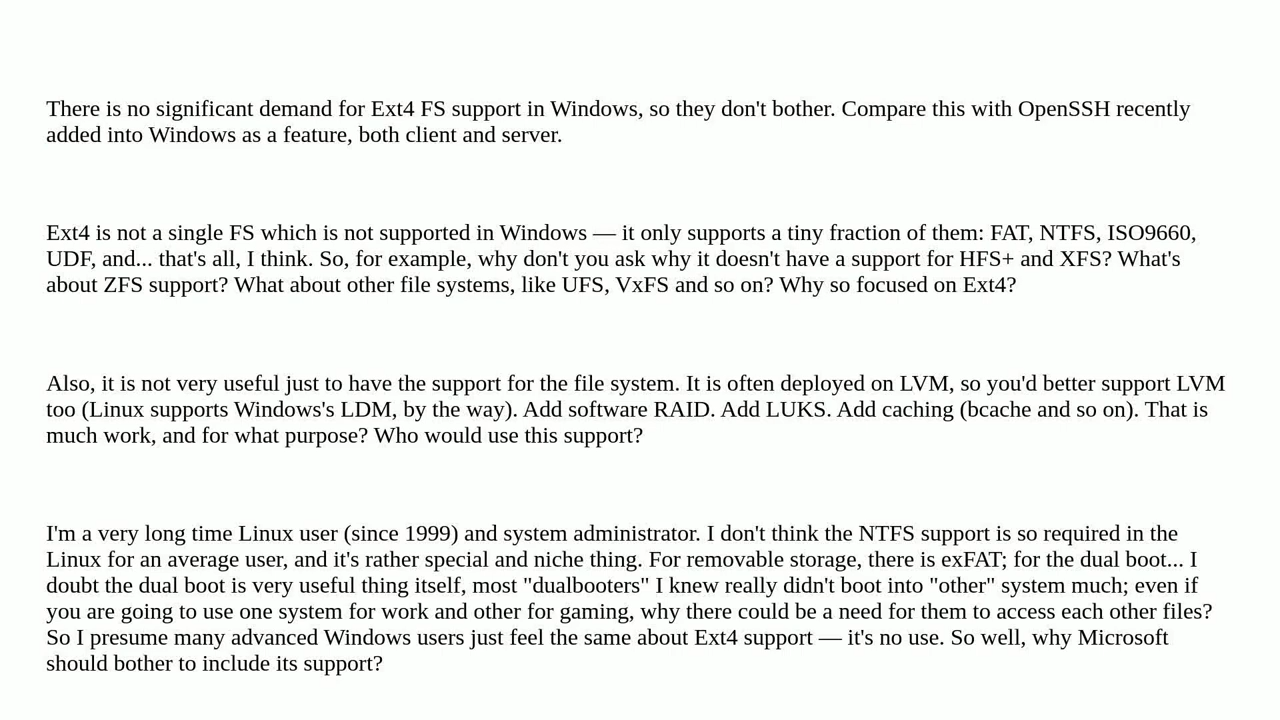 There is no significant demand for Ext4 FS support in Windows, so they don't bother. Compare this with OpenSSH recently
added into Windows as a feature, both client and server.
Ext4 is not a single FS which is not supported in Windows — it only supports a tiny fraction of them: FAT, NTFS, ISO9660,
UDF, and... that's all, I think. So, for example, why don't you ask why it doesn't have a support for HFS+ and XFS? What's
about ZFS support? What about other file systems, like UFS, VxFS and so on? Why so focused on Ext4?
Also, it is not very useful just to have the support for the file system. It is often deployed on LVM, so you'd better support LVM
too (Linux supports Windows's LDM, by the way). Add software RAID. Add LUKS. Add caching (bcache and so on). That is
much work, and for what purpose? Who would use this support?
I'm a very long time Linux user (since 1999) and system administrator. I don't think the NTFS support is so required in the
Linux for an average user, and it's rather special and niche thing. For removable storage, there is exFAT; for the dual boot... I
doubt the dual boot is very useful thing itself, most "dualbooters" I knew really didn't boot into "other" system much; even if
you are going to use one system for work and other for gaming, why there could be a need for them to access each other files?
So I presume many advanced Windows users just feel the same about Ext4 support — it's no use. So well, why Microsoft
should bother to include its support?